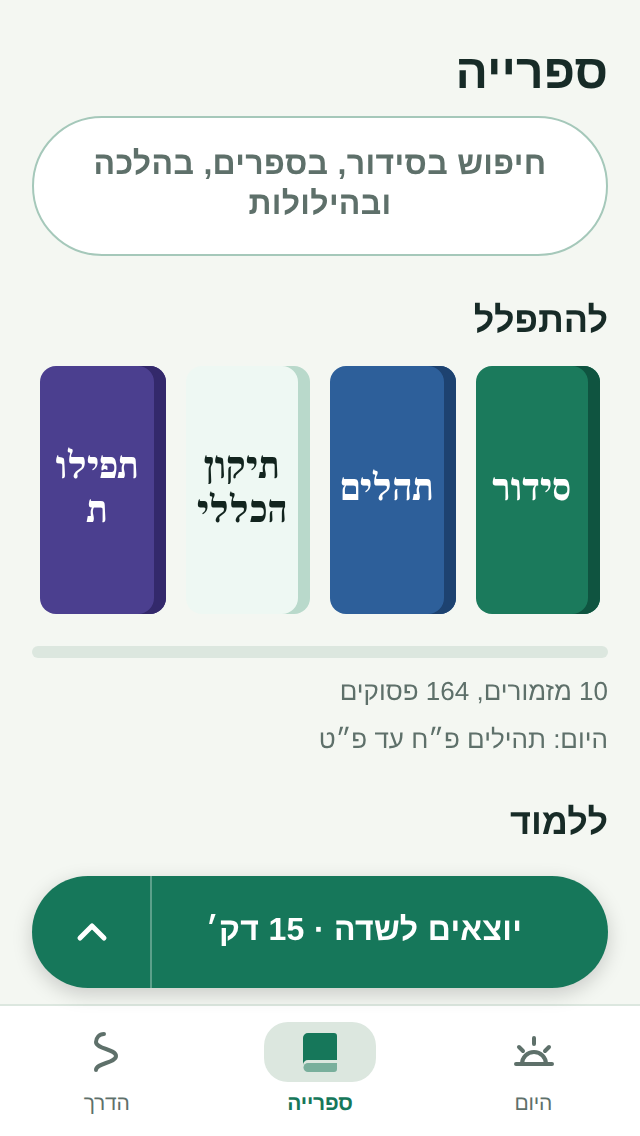 ספרייה
חיפוש בסידור, בספרים, בהלכה
ובהילולות
להתפלל
סידור
תהלים
תיקון
הכללי
תפילו
ת
10 מזמורים, 164 פסוקים
היום: תהילים פ״ח עד פ״ט
ללמוד
יוצאים לשדה · 15 דק׳
היום
ספרייה
הדרך